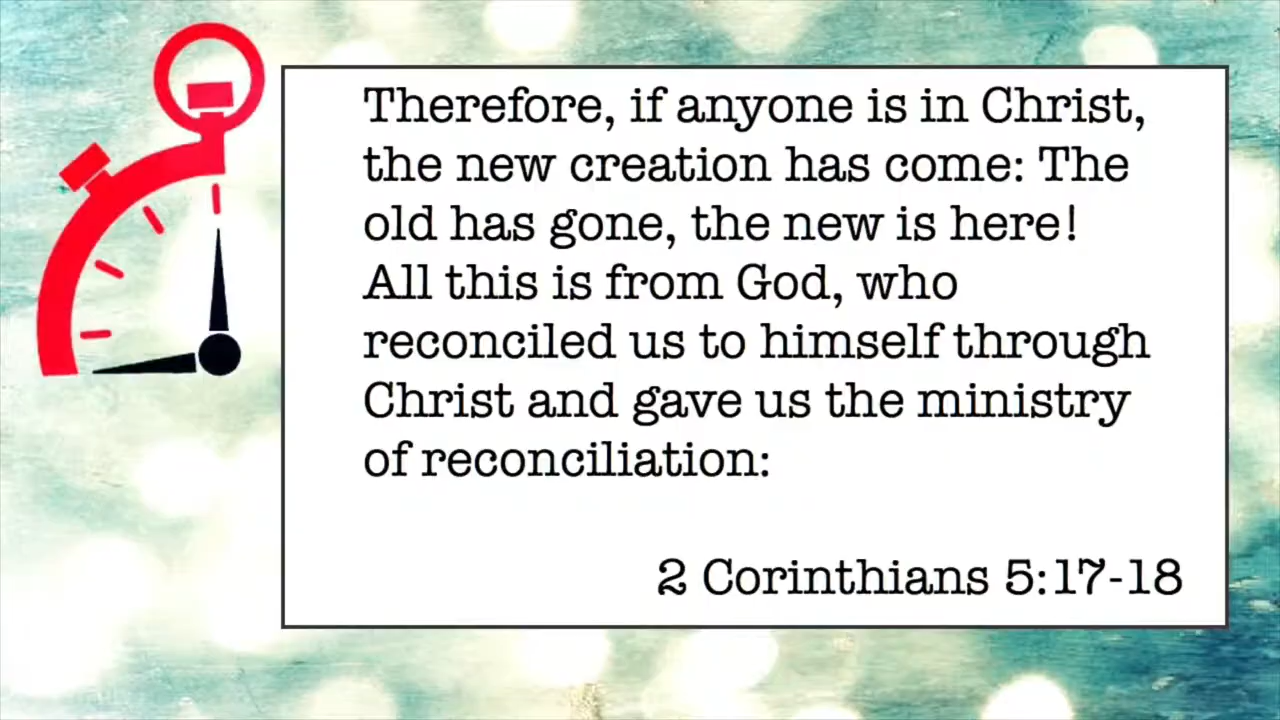 Therefore, if anyone is in Christ,
the new creation has come: The
old has gone, the new is here!
All this is from God, who
reconciled us to himself through
Christ and gave us the ministry
of reconciliation:
2 Corinthians 5:17-18